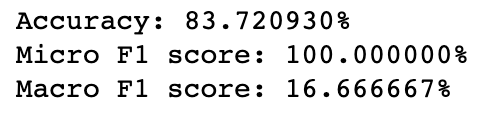 Accuracy: 83.720930%
Micro F1 score: 100.000000%
Macro F1 score: 16.666667%